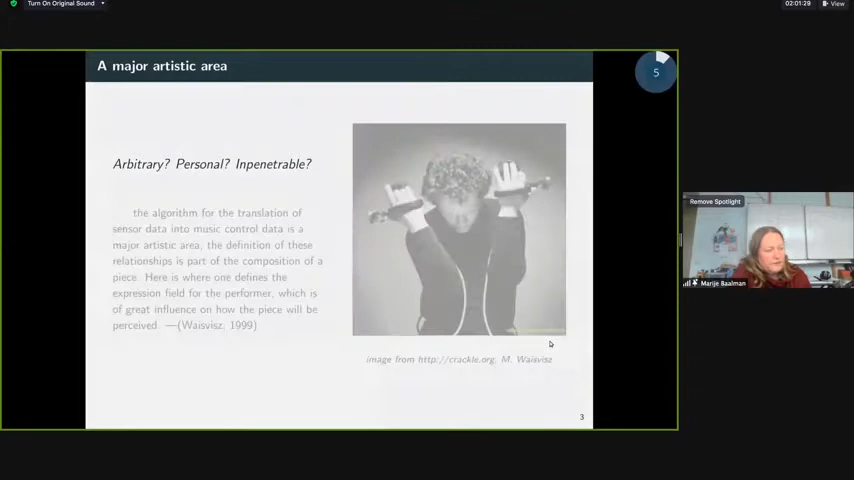 Turn On Original Sound
02:01:29
View
A major artistic area
5
Arbitrary? Personal? Inpenetrable?
the algorithm for the translation of
sensor data into music control data is a
major artistic area, the definition of these
relationships is part of the composition of a
piece. Here is where one defines the
expression field for the performer, which is
of great influence on how the piece will be
perceived. —(Waisvisz, 1999)
image from http://crackle.org, M. Waisvisz
3
Remove Spotlight
Marije Baalman